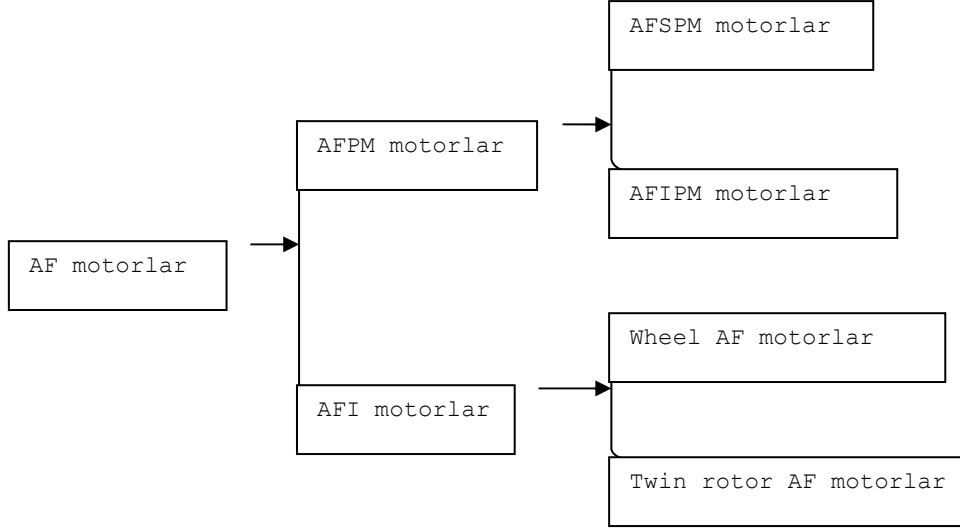 AFSPM motorlar
AFPM motorlar
AFIPM motorlar
AF motorlar
Wheel AF motorlar
AFI motorlar
Twin rotor AF motorlar